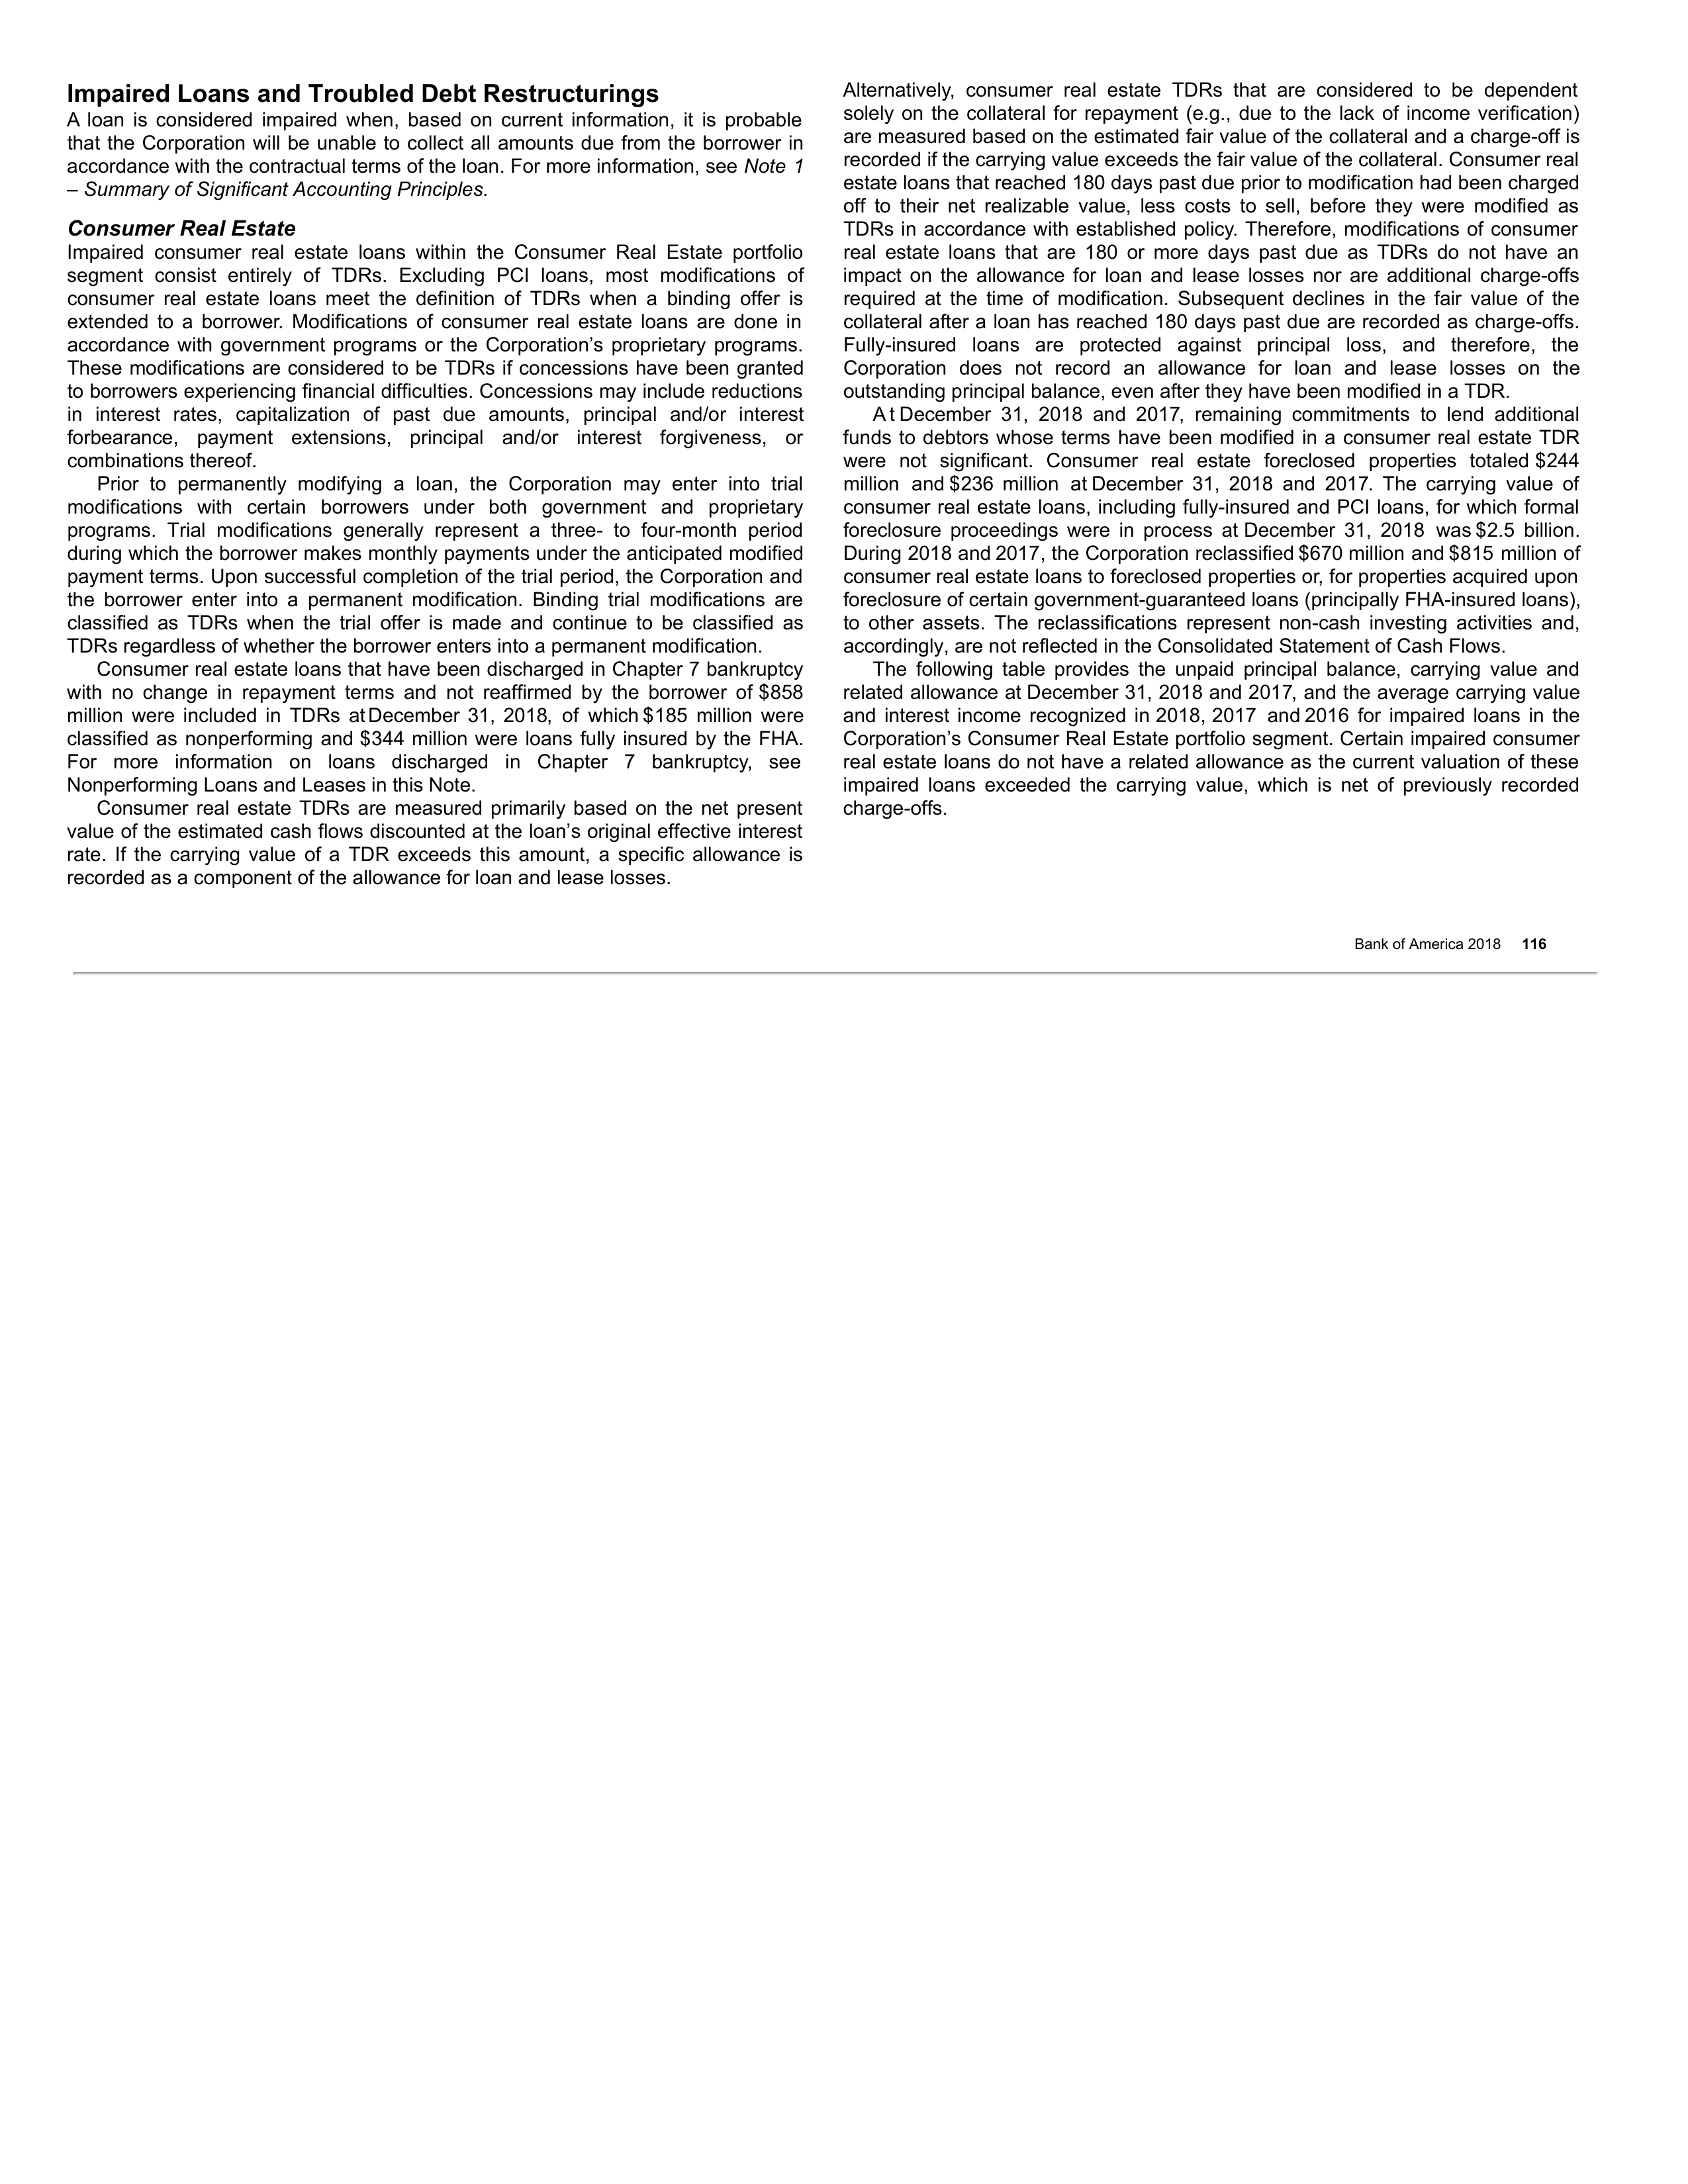 Impaired Loans and Troubled Debt Restructurings
A loan is considered impaired when, based on current information, it is probable
that the Corporation will be unable to collect all amounts due from the borrower in
accordance with the contractual terms of the loan. For more information, see Note 1
– Summary of Significant Accounting Principles.
Consumer Real Estate
Impaired consumer real estate loans within the Consumer Real Estate portfolio
segment consist entirely of TDRs. Excluding PCI loans, most modifications of
consumer real estate loans meet the definition of TDRs when a binding offer is
extended to a borrower. Modifications of consumer real estate loans are done in
accordance with government programs or the Corporation’s proprietary programs.
These modifications are considered to be TDRs if concessions have been granted
to borrowers experiencing financial difficulties. Concessions may include reductions
in interest rates, capitalization of past due amounts, principal and/or interest
forbearance, payment extensions, principal and/or interest forgiveness, or
combinations thereof.
Prior to permanently modifying a loan, the Corporation may enter into trial
modifications with certain borrowers under both government and proprietary
programs. Trial modifications generally represent a three- to four-month period
during which the borrower makes monthly payments under the anticipated modified
payment terms. Upon successful completion of the trial period, the Corporation and
the borrower enter into a permanent modification. Binding trial modifications are
classified as TDRs when the trial offer is made and continue to be classified as
TDRs regardless of whether the borrower enters into a permanent modification.
Consumer real estate loans that have been discharged in Chapter 7 bankruptcy
with no change in repayment terms and not reaffirmed by the borrower of $858
million were included in TDRs at December 31, 2018, of which $185 million were
classified as nonperforming and $344 million were loans fully insured by the FHA.
For more information on loans discharged in Chapter 7 bankruptcy, see
Nonperforming Loans and Leases in this Note.
Consumer real estate TDRs are measured primarily based on the net present
value of the estimated cash flows discounted at the loan’s original effective interest
rate. If the carrying value of a TDR exceeds this amount, a specific allowance is
recorded as a component of the allowance for loan and lease losses.
Alternatively, consumer real estate TDRs that are considered to be dependent
solely on the collateral for repayment (e.g., due to the lack of income verification)
are measured based on the estimated fair value of the collateral and a charge-off is
recorded if the carrying value exceeds the fair value of the collateral. Consumer real
estate loans that reached 180 days past due prior to modification had been charged
off to their net realizable value, less costs to sell, before they were modified as
TDRs in accordance with established policy. Therefore, modifications of consumer
real estate loans that are 180 or more days past due as TDRs do not have an
impact on the allowance for loan and lease losses nor are additional charge-offs
required at the time of modification. Subsequent declines in the fair value of the
collateral after a loan has reached 180 days past due are recorded as charge-offs.
Fully-insured loans are protected against principal loss, and therefore, the
Corporation does not record an allowance for loan and lease losses on the
outstanding principal balance, even after they have been modified in a TDR.
At December 31, 2018 and 2017, remaining commitments to lend additional
funds to debtors whose terms have been modified in a consumer real estate TDR
were not significant. Consumer real estate foreclosed properties totaled $244
million and $236 million at December 31, 2018 and 2017. The carrying value of
consumer real estate loans, including fully-insured and PCI loans, for which formal
foreclosure proceedings were in process at December 31, 2018 was $2.5 billion.
During 2018 and 2017, the Corporation reclassified $670 million and $815 million of
consumer real estate loans to foreclosed properties or, for properties acquired upon
foreclosure of certain government-guaranteed loans (principally FHA-insured loans),
to other assets. The reclassifications represent non-cash investing activities and,
accordingly, are not reflected in the Consolidated Statement of Cash Flows.
The following table provides the unpaid principal balance, carrying value and
related allowance at December 31, 2018 and 2017, and the average carrying value
and interest income recognized in 2018, 2017 and 2016 for impaired loans in the
Corporation’s Consumer Real Estate portfolio segment. Certain impaired consumer
real estate loans do not have a related allowance as the current valuation of these
impaired loans exceeded the carrying value, which is net of previously recorded
charge-offs.
Bank of America 2018 116